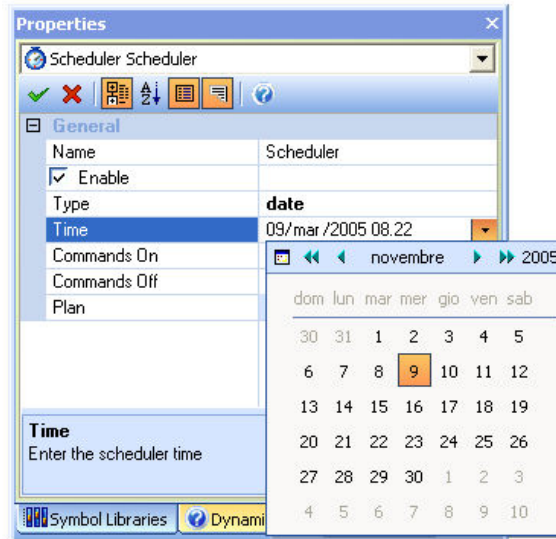 Properties
Scheduler Scheduler
General
Name Scheduler
Enable
Type date
Time 09/mar/2005 08.22
Commands On
Commands Off
Plan
novembre 2005
dom lun mar mer gio ven sab
30 31 1 2 3 4 5
6 7 8 9 10 11 12
13 14 15 16 17 18 19
20 21 22 23 24 25 26
27 28 29 30 1 2 3
4 5 6 7 8 9 10
Time
Enter the scheduler time
Symbol Libraries Dynami